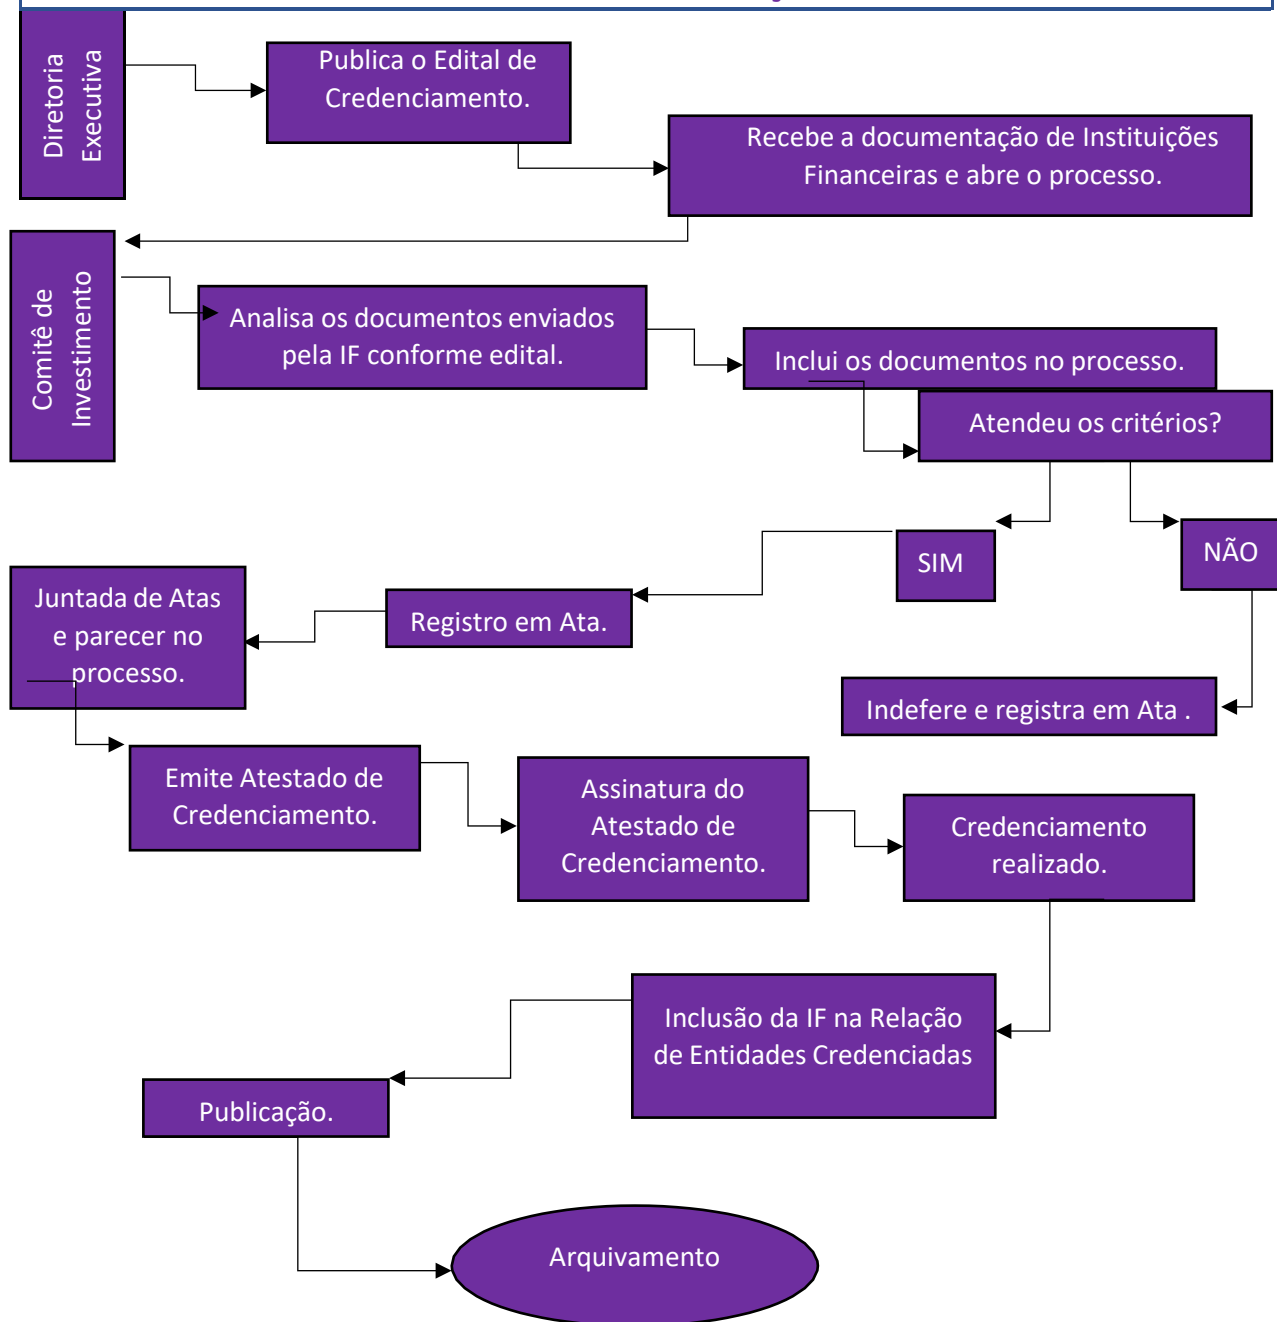 Diretoria
Executiva
Publica o Edital de
Credenciamento.
Recebe a documentação de Instituições
Financeiras e abre o processo.
Comitê de
Investimento
Analisa os documentos enviados
pela IF conforme edital.
Inclui os documentos no processo.
Atendeu os critérios?
SIM
NÃO
Registro em Ata.
Juntada de Atas
e parecer no
processo.
Indefere e registra em Ata .
Emite Atestado de
Credenciamento.
Assinatura do
Atestado de
Credenciamento.
Credenciamento
realizado.
Inclusão da IF na Relação
de Entidades Credenciadas
Publicação.
Arquivamento